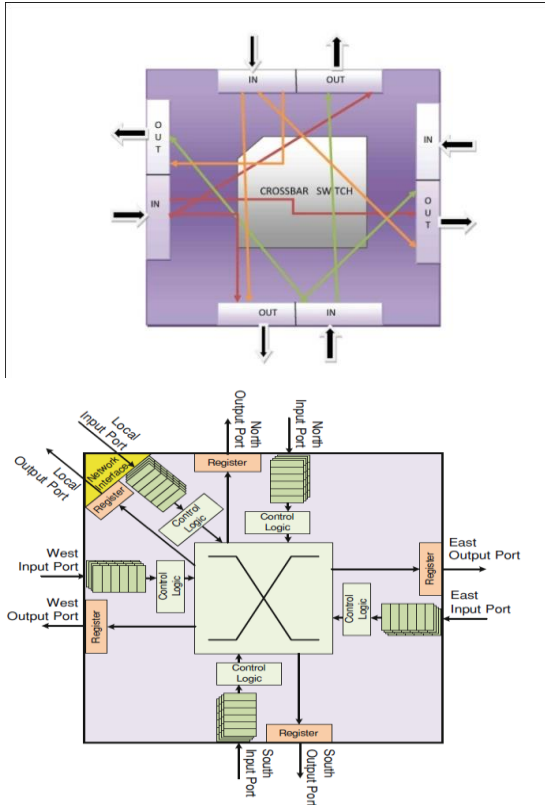 IN
OUT
O
U
T
IN
IN
O
U
T
CROSSBAR SWITCH
OUT
IN
Local
Input Port
Local
Output Port
Network
Interface
Register
North
Output Port
North
Input Port
Register
Control
Logic
Control
Logic
West
Input Port
Control
Logic
West
Output Port
Register
East
Output Port
Register
East
Input Port
Control
Logic
Control
Logic
Register
South
Input Port
South
Output Port